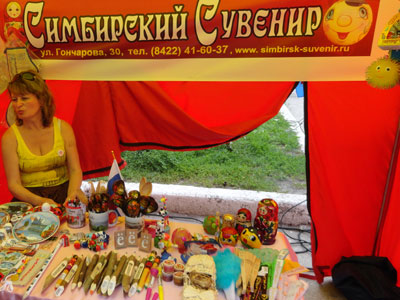 Симбирский Сувенир
ул. Гончарова, 30, тел. (8422) 41-60-37, www.simbirsk-suvenir.ru